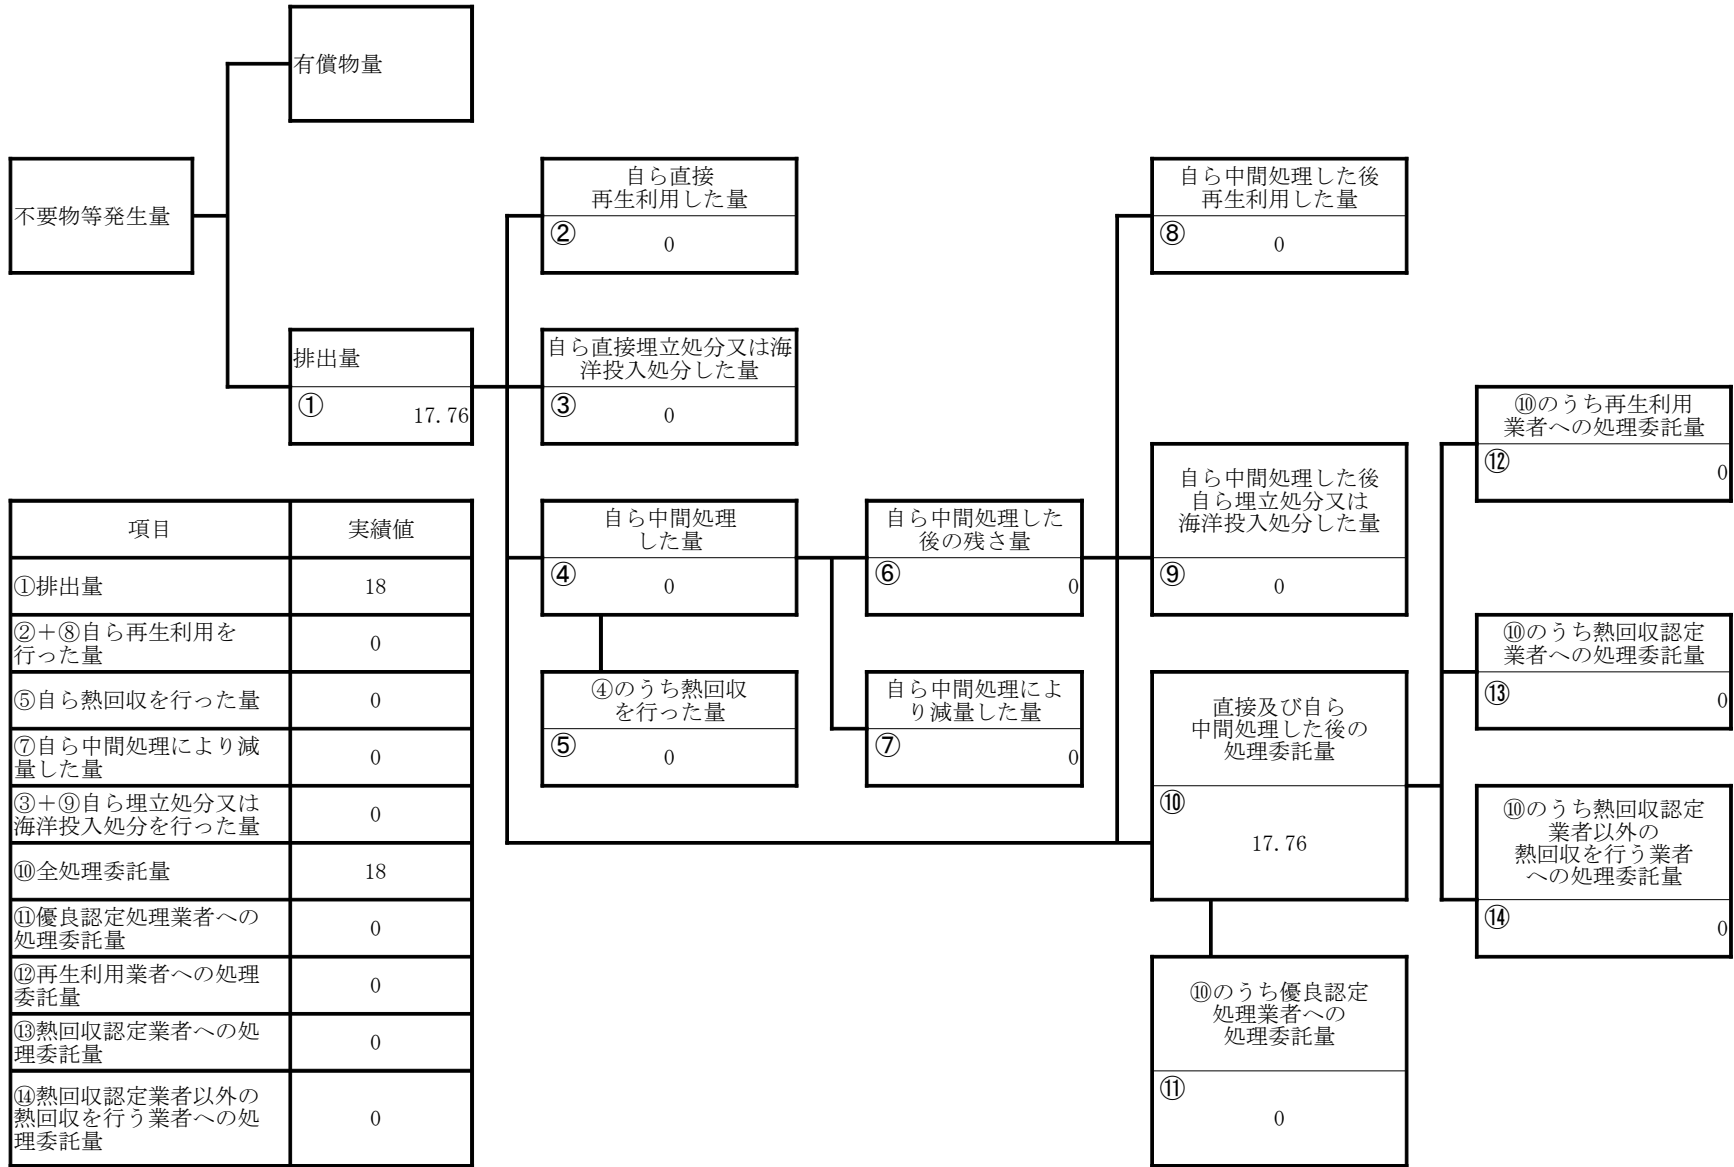 有償物量
不要物等発生量
自ら直接
再生利用した量
②
0
自ら中間処理した後
再生利用した量
⑧
0
排出量
①
17.76
自ら直接埋立処分又は海
洋投入処分した量
③
0
⑩のうち再生利用
業者への処理委託量
⑫
0
自ら中間処理した後
自ら埋立処分又は
海洋投入処分した量
⑨
0
自ら中間処理
した量
④
0
自ら中間処理した
後の残さ量
⑥
0
④のうち熱回収
を行った量
⑤
0
自ら中間処理によ
り減量した量
⑦
0
直接及び自ら
中間処理した後の
処理委託量
⑩
17.76
⑩のうち熱回収認定
業者への処理委託量
⑬
0
⑩のうち熱回収認定
業者以外の
熱回収を行う業者
への処理委託量
⑭
0
⑩のうち優良認定
処理業者への
処理委託量
⑪
0
項目 実績値
①排出量 18
②＋⑧自ら再生利用を
行った量 0
⑤自ら熱回収を行った量 0
⑦自ら中間処理により減
量した量 0
③＋⑨自ら埋立処分又は
海洋投入処分を行った量 0
⑩全処理委託量 18
⑪優良認定処理業者への
処理委託量 0
⑫再生利用業者への処理
委託量 0
⑬熱回収認定業者への処
理委託量 0
⑭熱回収認定業者以外の
熱回収を行う業者への処
理委託量 0